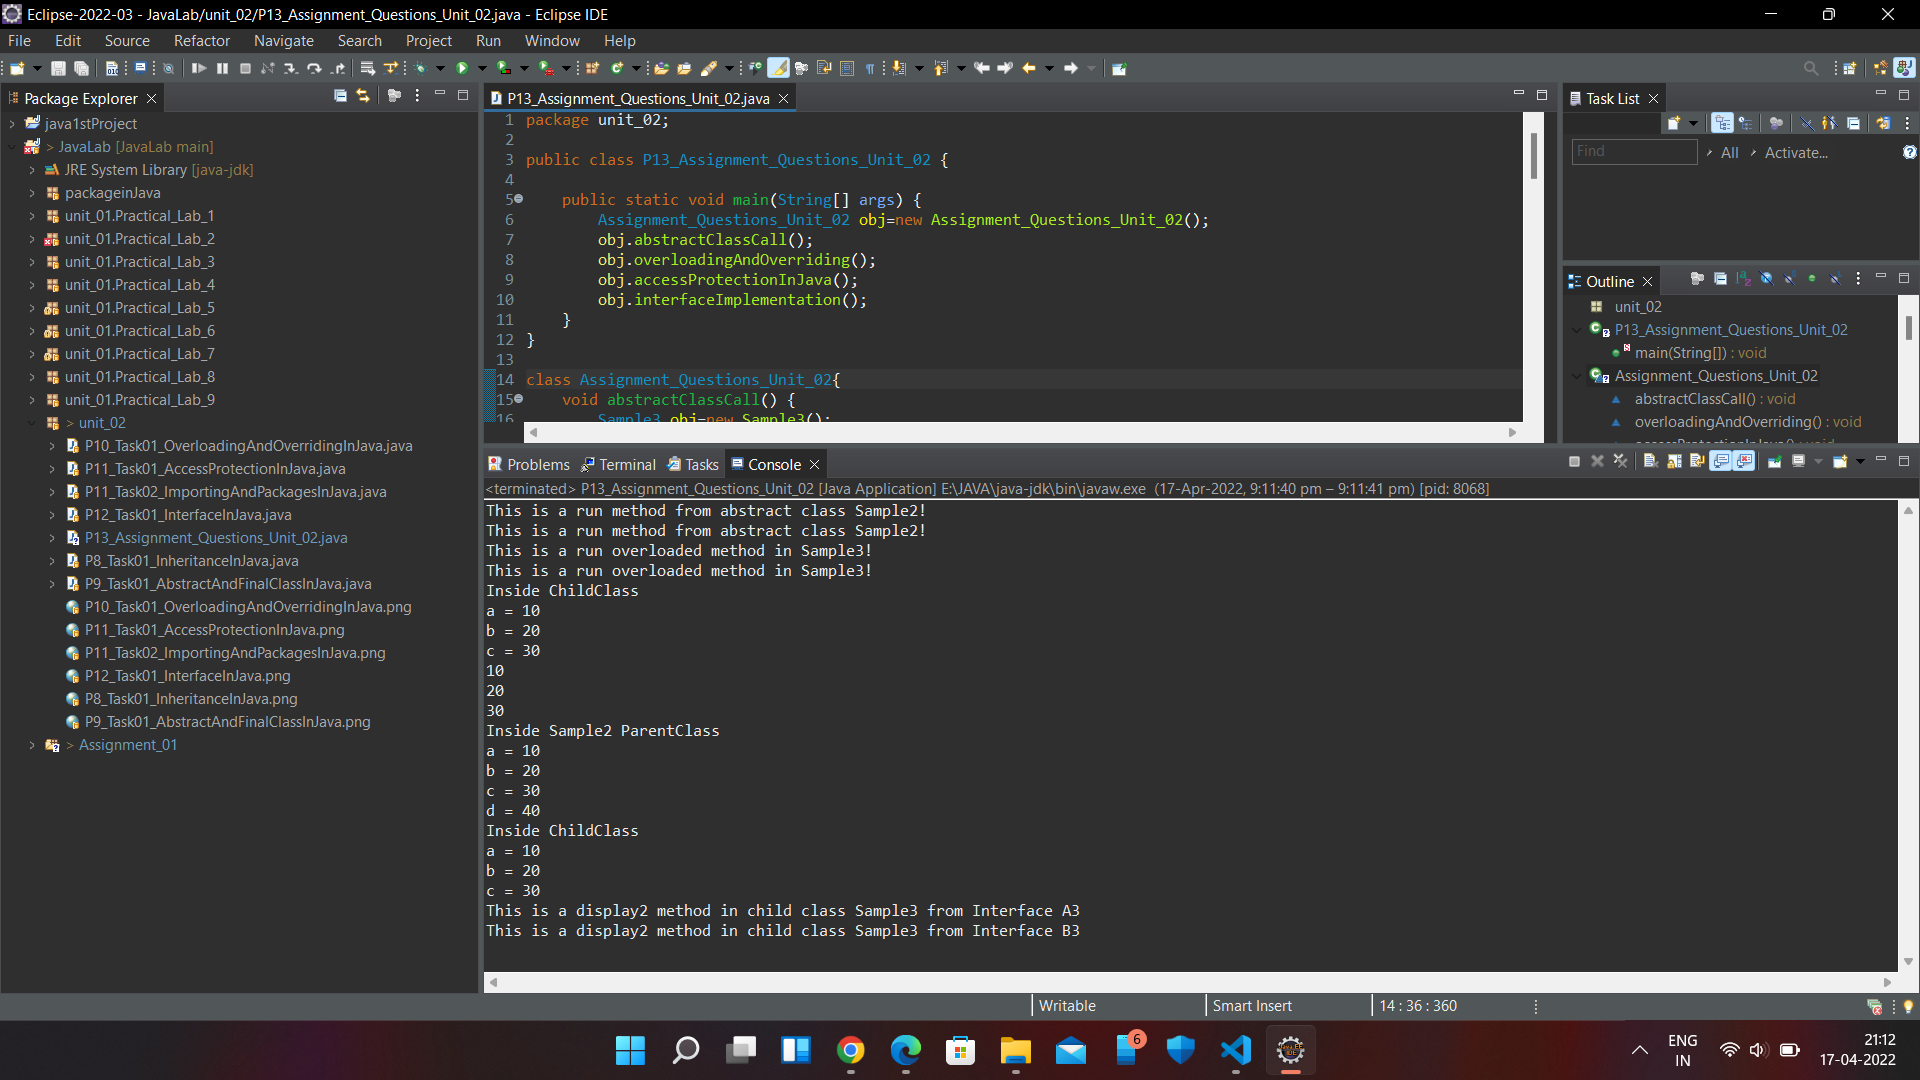 Eclipse-2022-03 - JavaLab/unit_02/P13_Assignment_Questions_Unit_02.java - Eclipse IDE
File Edit Source Refactor Navigate Search Project Run Window Help
Package Explorer
java1stProject
> JavaLab [JavaLab main]
JRE System Library [java-jdk]
packageinJava
unit_01.Practical_Lab_1
unit_01.Practical_Lab_2
unit_01.Practical_Lab_3
unit_01.Practical_Lab_4
unit_01.Practical_Lab_5
unit_01.Practical_Lab_6
unit_01.Practical_Lab_7
unit_01.Practical_Lab_8
unit_01.Practical_Lab_9
> unit_02
P10_Task01_OverloadingAndOverridingInJava.java
P11_Task01_AccessProtectionInJava.java
P11_Task02_ImportingAndPackagesInJava.java
P12_Task01_InterfaceInJava.java
P13_Assignment_Questions_Unit_02.java
P8_Task01_InheritanceInJava.java
P9_Task01_AbstractAndFinalClassInJava.java
P10_Task01_OverloadingAndOverridingInJava.png
P11_Task01_AccessProtectionInJava.png
P11_Task02_ImportingAndPackagesInJava.png
P12_Task01_InterfaceInJava.png
P8_Task01_InheritanceInJava.png
P9_Task01_AbstractAndFinalClassInJava.png
> Assignment_01
P13_Assignment_Questions_Unit_02.java
1 package unit_02;
2
3 public class P13_Assignment_Questions_Unit_02 {
4
5 public static void main(String[] args) {
6 Assignment_Questions_Unit_02 obj=new Assignment_Questions_Unit_02();
7 obj.abstractClassCall();
8 obj.overloadingAndOverriding();
9 obj.accessProtectionInJava();
10 obj.interfaceImplementation();
11 }
12 }
13
14 class Assignment_Questions_Unit_02{
15 void abstractClassCall() {
16 Sample3 obj=new Sample3();
Task List
Find
All
Activate...
Outline
unit_02
P13_Assignment_Questions_Unit_02
main(String[]) : void
Assignment_Questions_Unit_02
abstractClassCall() : void
overloadingAndOverriding() : void
accessProtectionInJava() : void
Problems Terminal Tasks Console
<terminated> P13_Assignment_Questions_Unit_02 [Java Application] E:\JAVA\java-jdk\bin\javaw.exe (17-Apr-2022, 9:11:40 pm – 9:11:41 pm) [pid: 8068]
This is a run method from abstract class Sample2!
This is a run method from abstract class Sample2!
This is a run overloaded method in Sample3!
This is a run overloaded method in Sample3!
Inside ChildClass
a = 10
b = 20
c = 30
10
20
30
Inside Sample2 ParentClass
a = 10
b = 20
c = 30
d = 40
Inside ChildClass
a = 10
b = 20
c = 30
This is a display2 method in child class Sample3 from Interface A3
This is a display2 method in child class Sample3 from Interface B3
Writable
Smart Insert
14 : 36 : 360
6
ENG
IN
21:12
17-04-2022